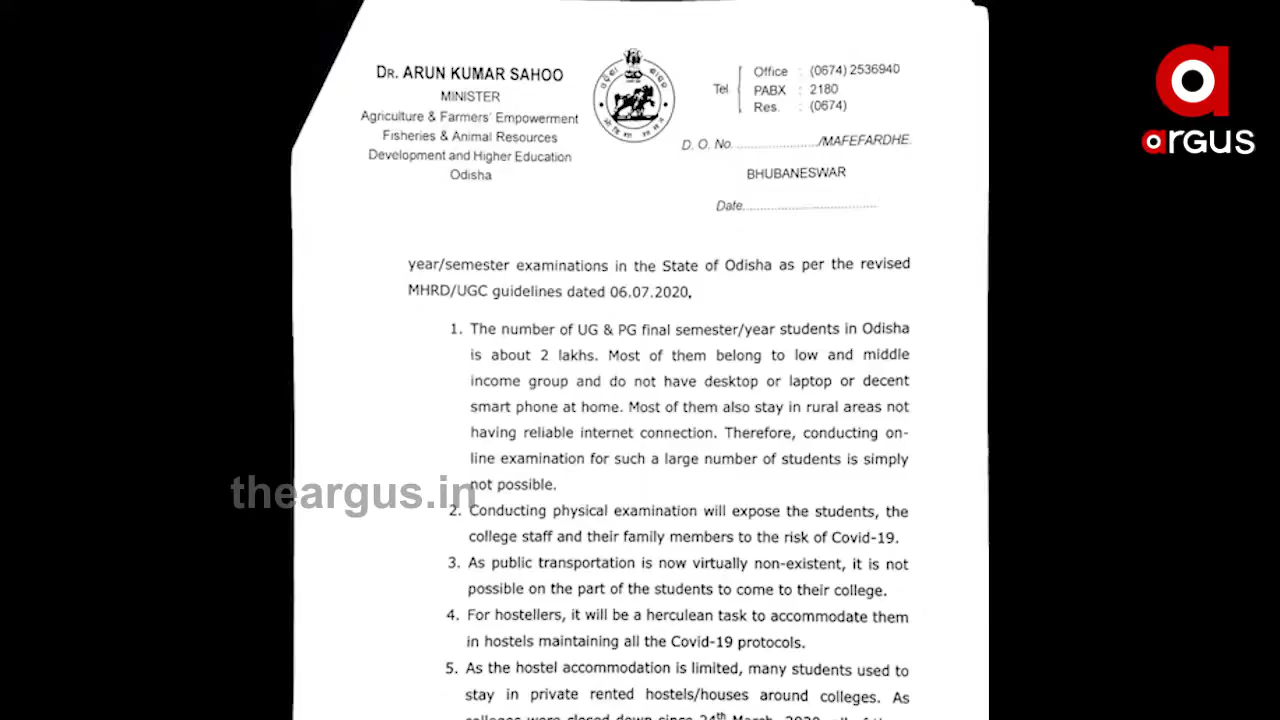 DR. ARUN KUMAR SAHOO
MINISTER
Agriculture & Farmers' Empowerment
Fisheries & Animal Resources
Development and Higher Education
Odisha
Tel
Office : (0674) 2536940
PABX : 2180
Res. : (0674)
D. O. No. ...................../MAFEFARDHE.
BHUBANESWAR
Date.................................
argus
year/semester examinations in the State of Odisha as per the revised
MHRD/UGC guidelines dated 06.07.2020,
1. The number of UG & PG final semester/year students in Odisha
is about 2 lakhs. Most of them belong to low and middle
income group and do not have desktop or laptop or decent
smart phone at home. Most of them also stay in rural areas not
having reliable internet connection. Therefore, conducting on-
line examination for such a large number of students is simply
not possible.
theargus.in
2. Conducting physical examination will expose the students, the
college staff and their family members to the risk of Covid-19.
3. As public transportation is now virtually non-existent, it is not
possible on the part of the students to come to their college.
4. For hostellers, it will be a herculean task to accommodate them
in hostels maintaining all the Covid-19 protocols.
5. As the hostel accommodation is limited, many students used to
stay in private rented hostels/houses around colleges. As
colleges were closed down since 24th March, 2020, all of